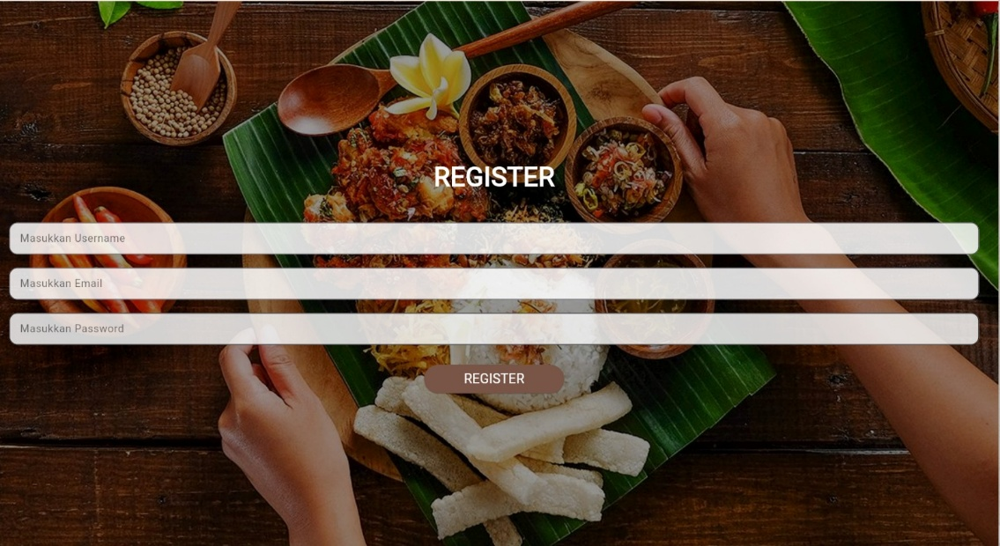 REGISTER
Masukkan Username
Masukkan Email
Masukkan Password
REGISTER